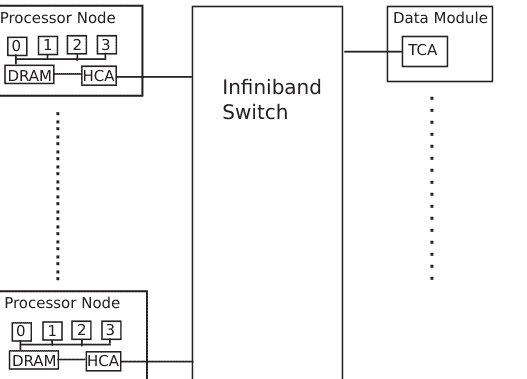 Processor Node
0 1 2 3
DRAM HCA
Infiniband
Switch
Data Module
TCA
Processor Node
0 1 2 3
DRAM HCA